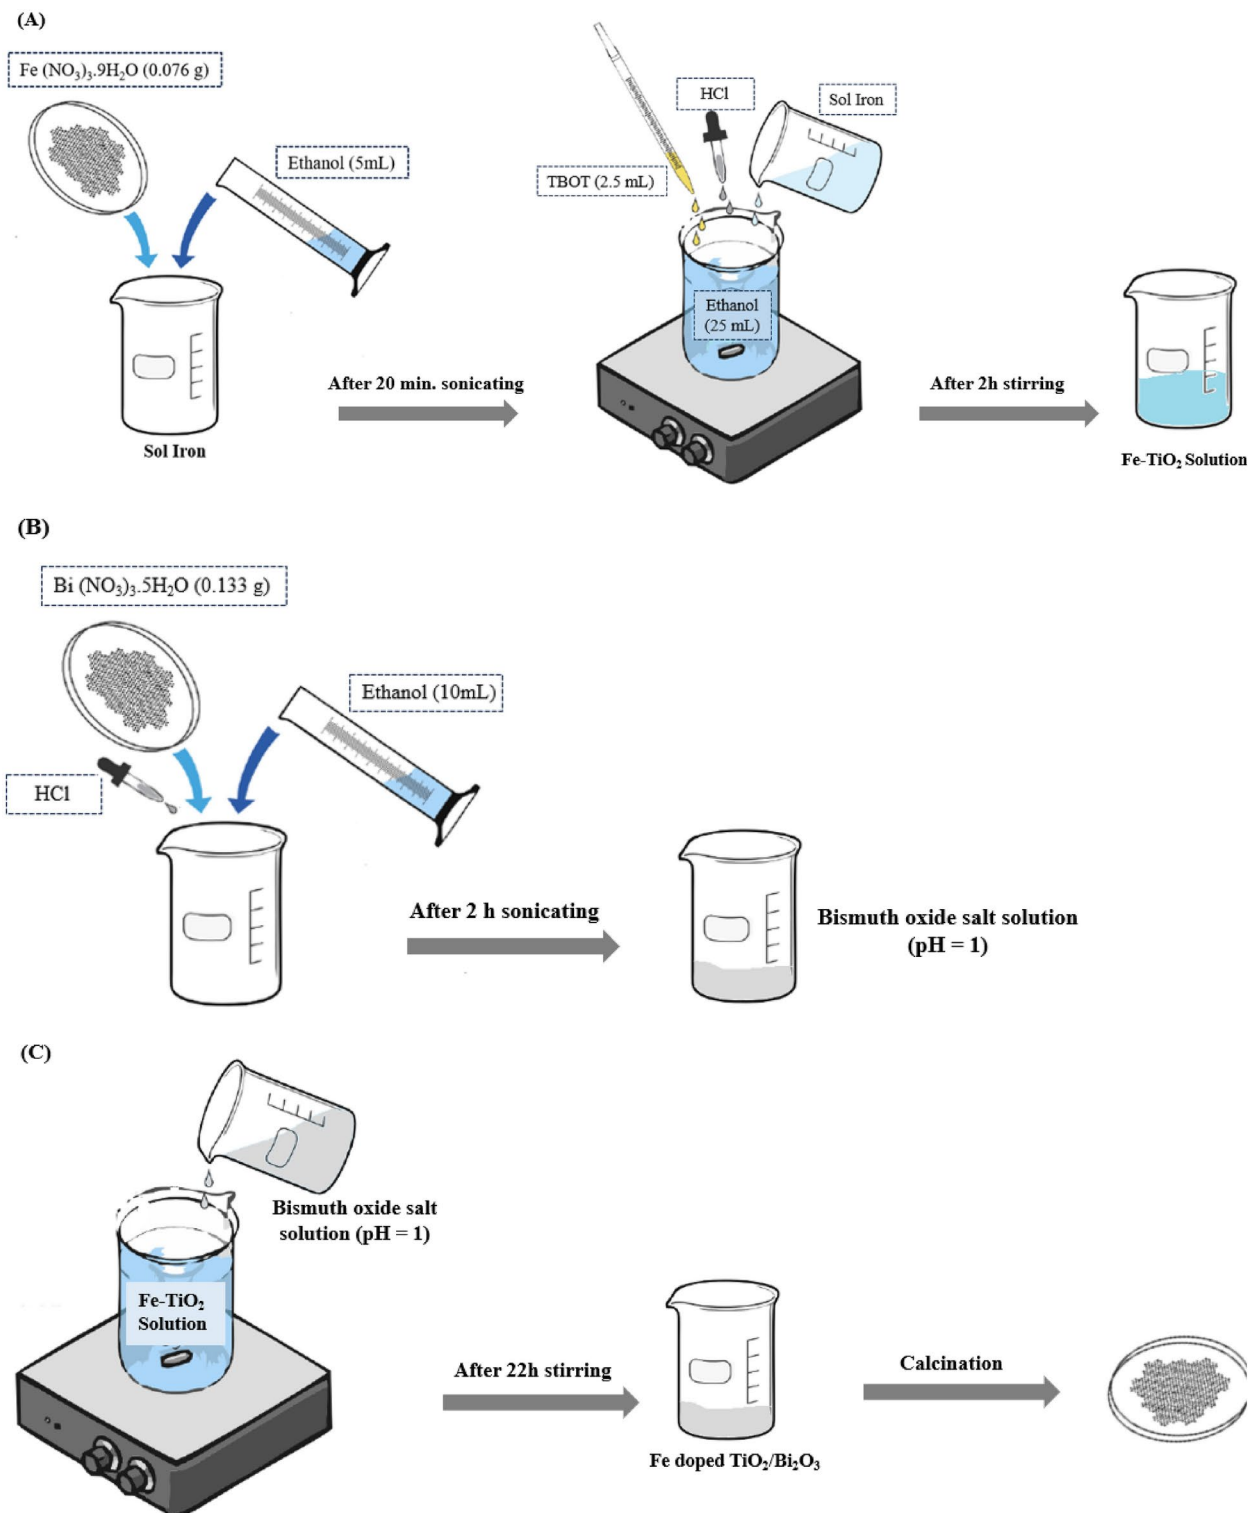 (A)
Fe (NO₃)₃.9H₂O (0.076 g)
Ethanol (5mL)
Sol Iron
After 20 min. sonicating
TBOT (2.5 mL)
HCl
Sol Iron
Ethanol
(25 mL)
After 2h stirring
Fe-TiO₂ Solution
(B)
Bi (NO₃)₃.5H₂O (0.133 g)
Ethanol (10mL)
HCl
After 2 h sonicating
Bismuth oxide salt solution
(pH = 1)
(C)
Bismuth oxide salt
solution (pH = 1)
Fe-TiO₂
Solution
After 22h stirring
Fe doped TiO₂/Bi₂O₃
Calcination